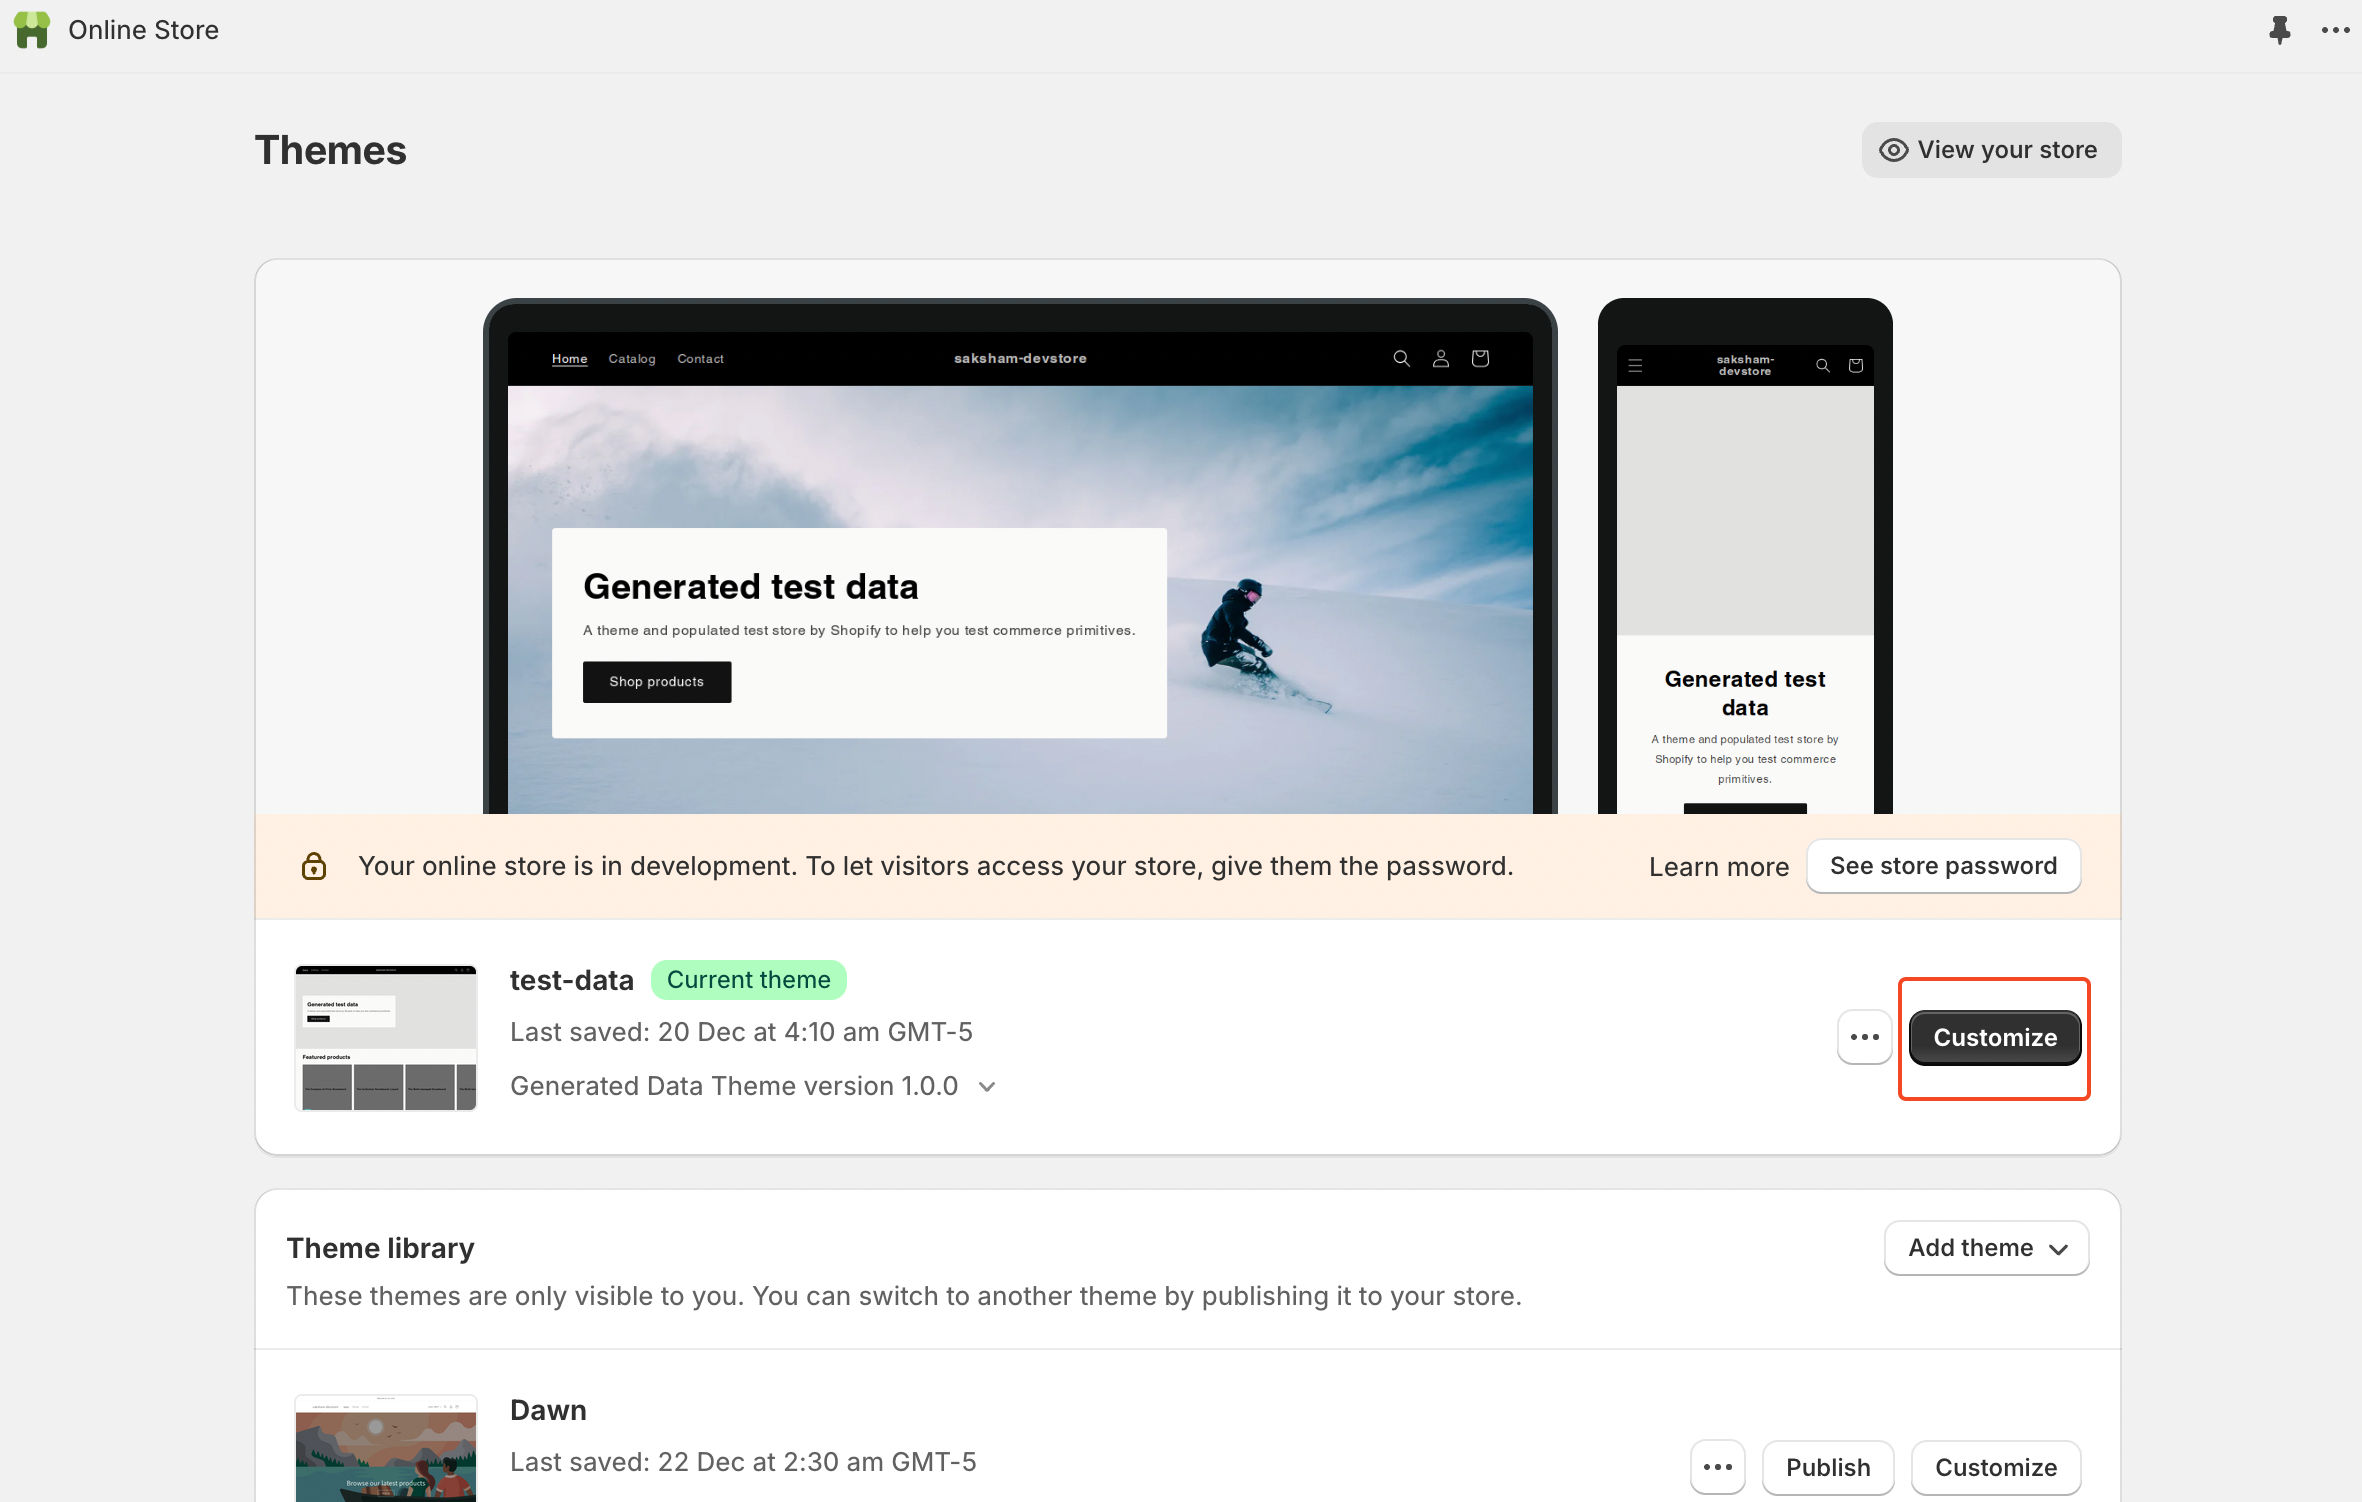 Online Store
Themes
View your store
Home Catalog Contact
saksham-devstore
Generated test data
A theme and populated test store by Shopify to help you test commerce primitives.
Shop products
saksham-
devstore
Generated test
data
A theme and populated test store by
Shopify to help you test commerce
primitives.
Your online store is in development. To let visitors access your store, give them the password.
Learn more
See store password
Generated test data
Featured products
test-data
Current theme
Last saved: 20 Dec at 4:10 am GMT-5
Generated Data Theme version 1.0.0
Customize
Theme library
Add theme
These themes are only visible to you. You can switch to another theme by publishing it to your store.
Browse our latest products
Dawn
Last saved: 22 Dec at 2:30 am GMT-5
Publish
Customize